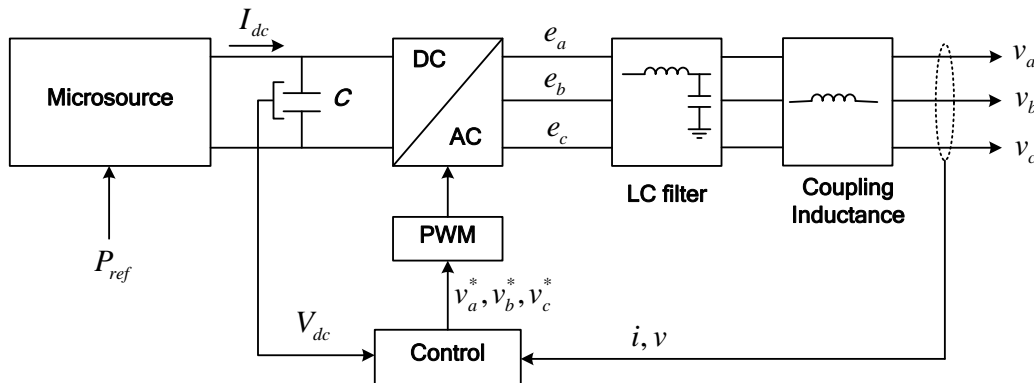 I_dc
Microsource
C
DC
AC
e_a
e_b
e_c
LC filter
Coupling
Inductance
v_a
v_b
v_c
P_ref
PWM
v_a^*, v_b^*, v_c^*
V_dc
Control
i, v